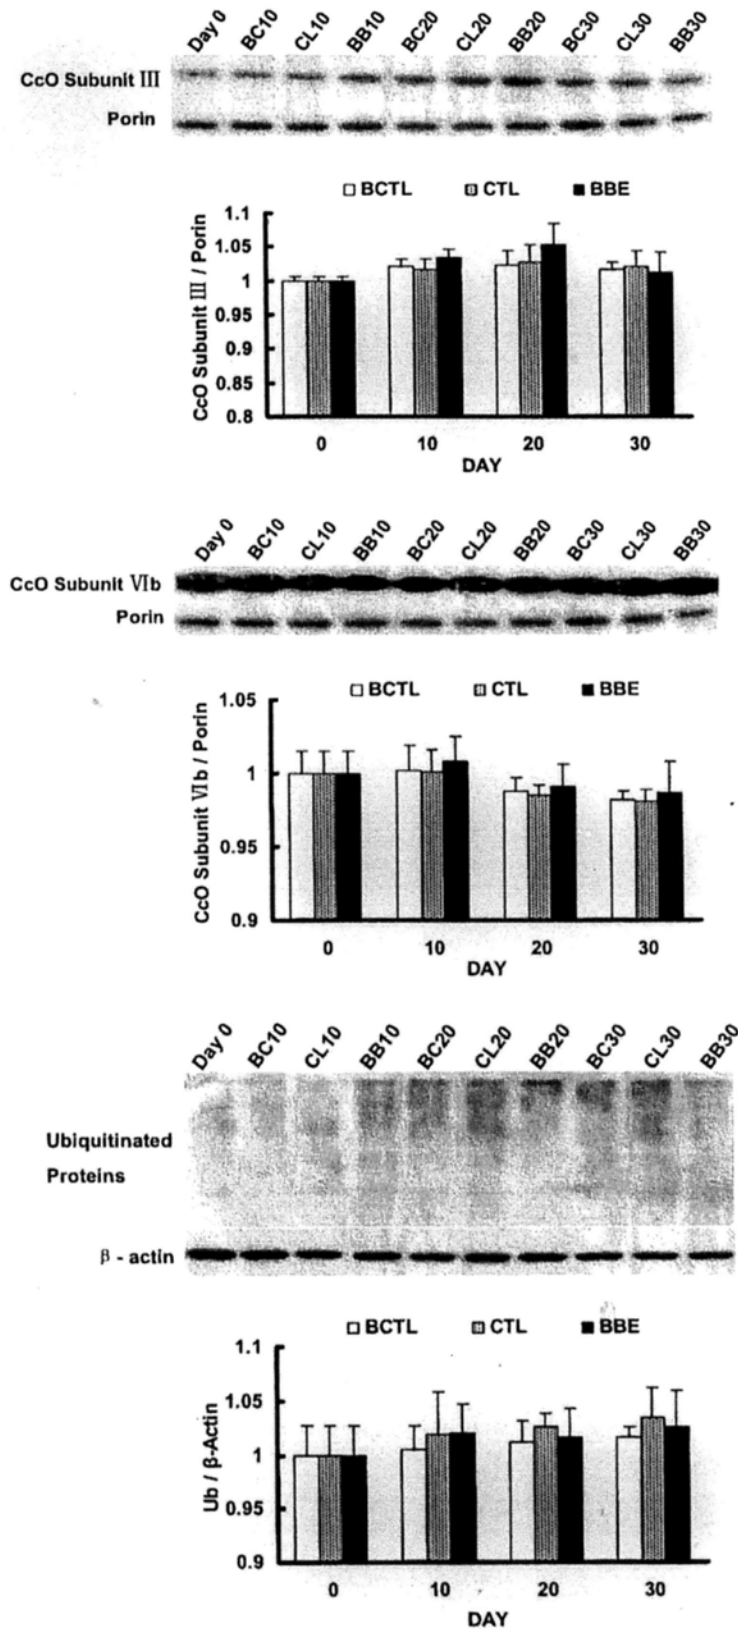 Day 0 BC10 CL10 BB10 BC20 CL20 BB20 BC30 CL30 BB30
CcO Subunit Ⅲ
Porin
BCTL CTL BBE
CcO Subunit Ⅲ / Porin
1.1
1.05
1
0.95
0.9
0.85
0.8
0 10 20 30
DAY
Day 0 BC10 CL10 BB10 BC20 CL20 BB20 BC30 CL30 BB30
CcO Subunit Ⅵb
Porin
BCTL CTL BBE
CcO Subunit Ⅵb / Porin
1.05
1
0.95
0.9
0 10 20 30
DAY
Day 0 BC10 CL10 BB10 BC20 CL20 BB20 BC30 CL30 BB30
Ubiquitinated
Proteins
β - actin
BCTL CTL BBE
Ub / β-Actin
1.1
1.05
1
0.95
0.9
0 10 20 30
DAY